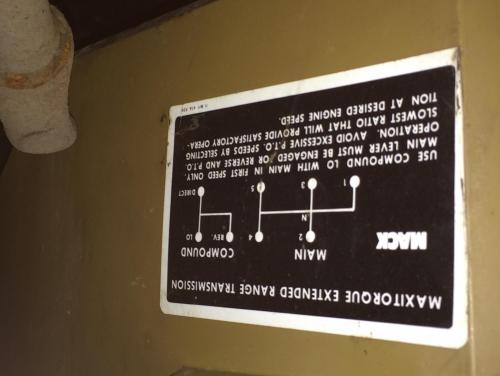 MAXITORQUE EXTENDED RANGE TRANSMISSION
MACK MAIN COMPOUND
2 4 REV. LO
N
1 3 5 DIRECT
USE COMPOUND LO WITH MAIN IN FIRST SPEED ONLY.
MAIN LEVER MUST BE ENGAGED FOR REVERSE AND P.T.O.
OPERATION. AVOID EXCESSIVE P.T.O. SPEEDS BY SELECTING
SLOWEST RATIO THAT WILL PROVIDE SATISFACTORY OPERA-
TION AT DESIRED ENGINE SPEED.